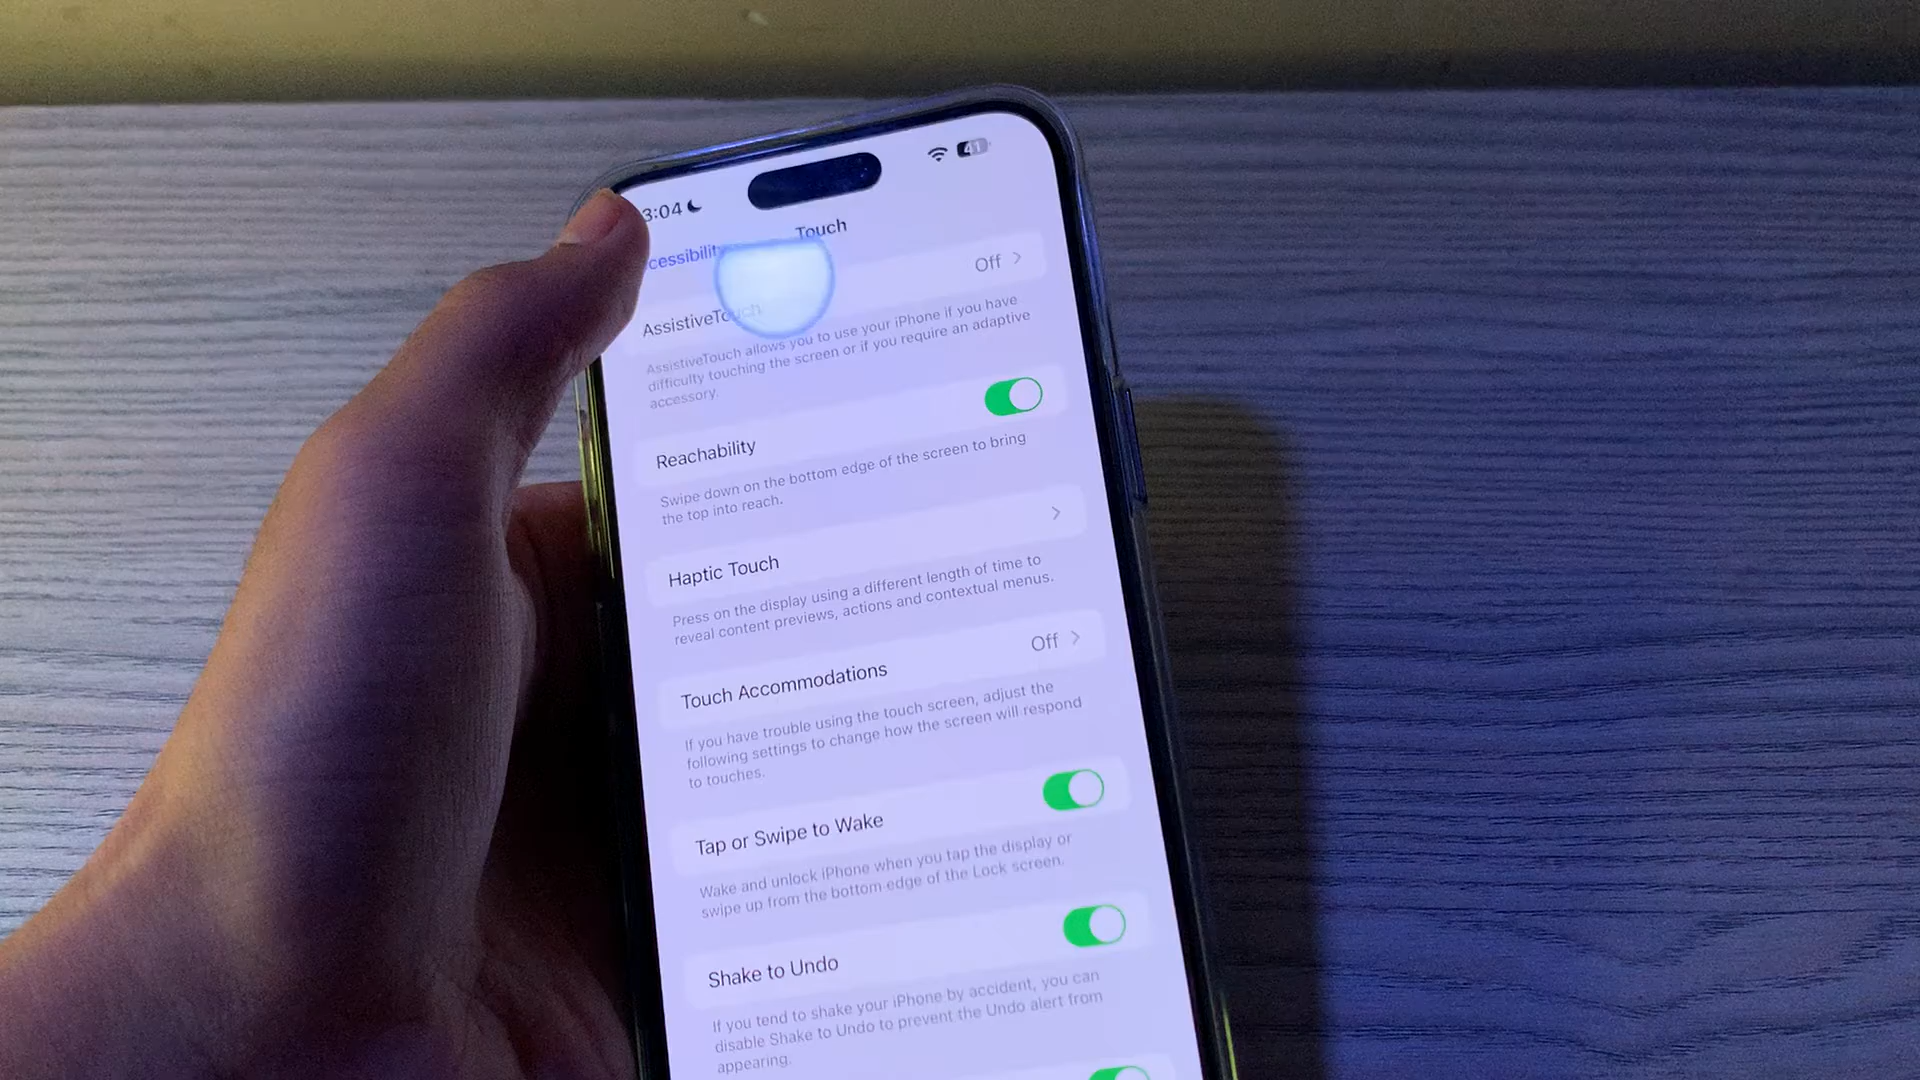 3:04
41
Touch
ccessibility
AssistiveTouch
Off
AssistiveTouch allows you to use your iPhone if you have
difficulty touching the screen or if you require an adaptive
accessory.
Reachability
Swipe down on the bottom edge of the screen to bring
the top into reach.
Haptic Touch
Press on the display using a different length of time to
reveal content previews, actions and contextual menus.
Touch Accommodations
Off
If you have trouble using the touch screen, adjust the
following settings to change how the screen will respond
to touches.
Tap or Swipe to Wake
Wake and unlock iPhone when you tap the display or
swipe up from the bottom edge of the Lock screen.
Shake to Undo
If you tend to shake your iPhone by accident, you can
disable Shake to Undo to prevent the Undo alert from
appearing.